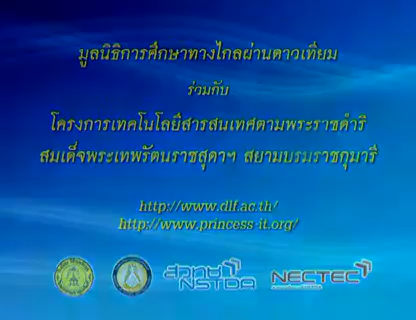 มูลนิธิการศึกษาทางไกลผ่านดาวเทียม
ร่วมกับ
โครงการเทคโนโลยีสารสนเทศตามพระราชดำริ
สมเด็จพระเทพรัตนราชสุดาฯ สยามบรมราชกุมารี
http://www.dlf.ac.th/
http://www.princess-it.org/
สวทช
NSTDA
NECTEC